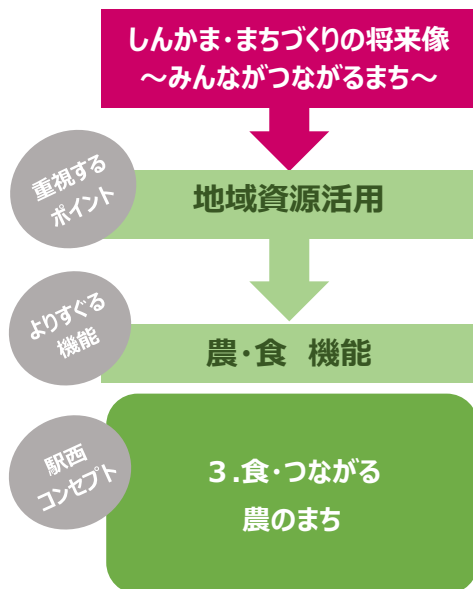 しんかま・まちづくりの将来像
～みんながつながるまち～
重視する
ポイント
地域資源活用
よりすぐる
機能
農・食 機能
駅西
コンセプト
３.食・つながる
農のまち